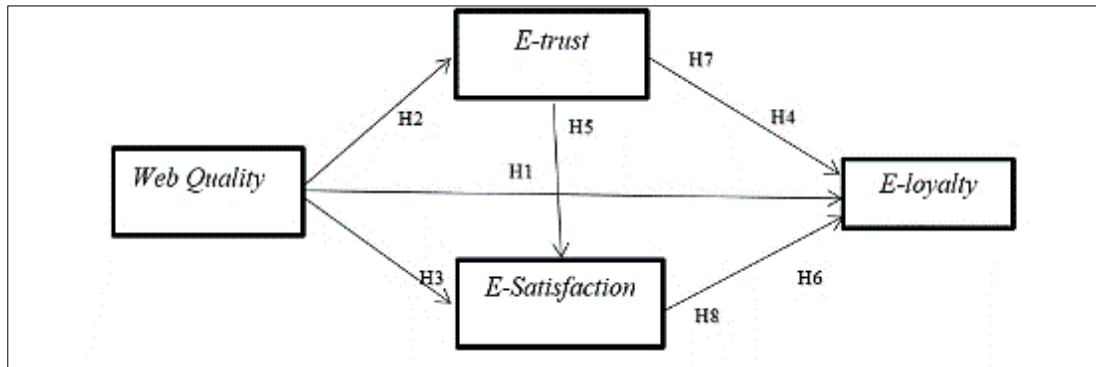 E-trust
H7
H2
H5
H4
Web Quality
H1
E-loyalty
H3
E-Satisfaction
H6
H8